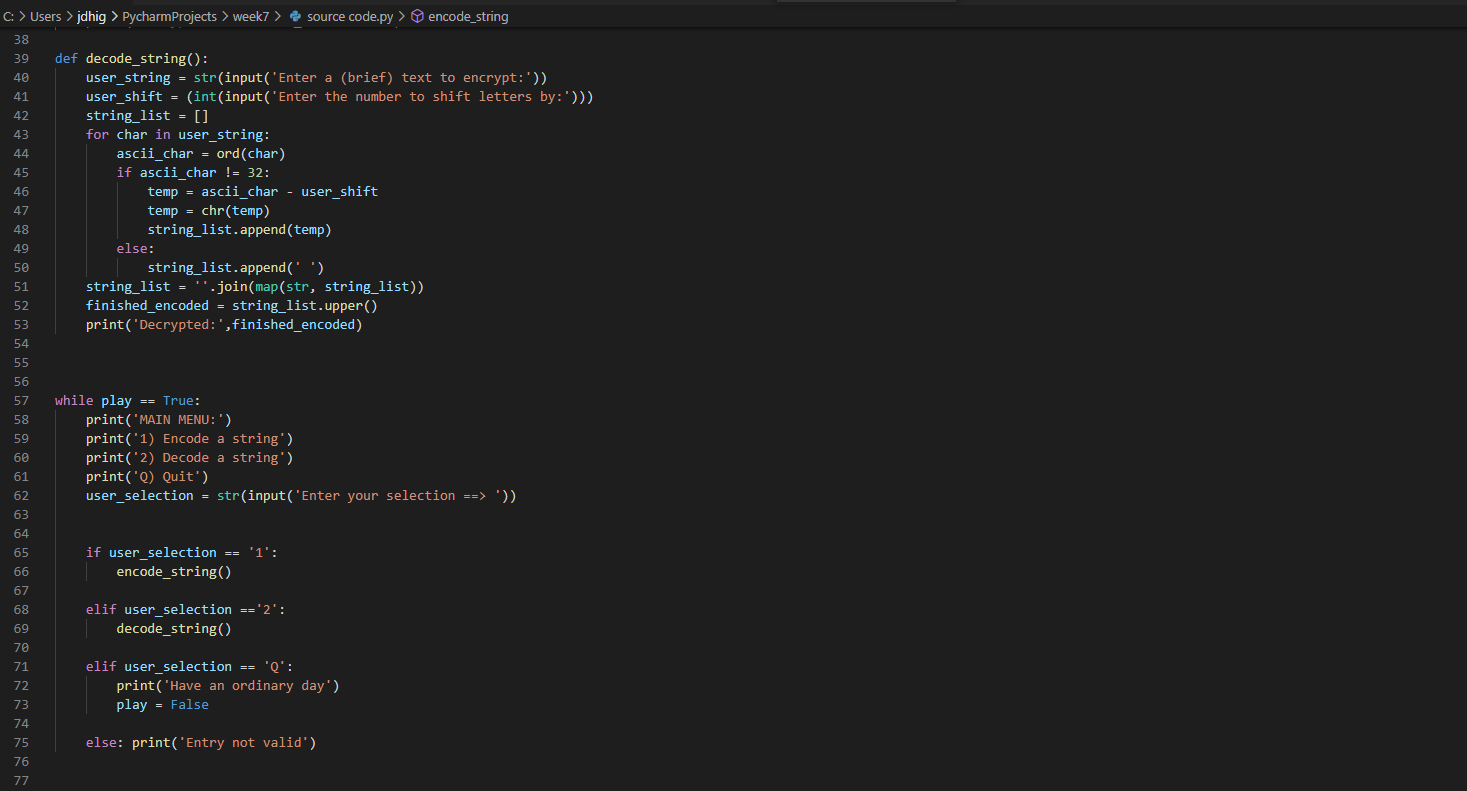 C: > Users > jdhig > PycharmProjects > week7 > source code.py > encode_string
38
39 def decode_string():
40     user_string = str(input('Enter a (brief) text to encrypt:'))
41     user_shift = (int(input('Enter the number to shift letters by:')))
42     string_list = []
43     for char in user_string:
44         ascii_char = ord(char)
45         if ascii_char != 32:
46             temp = ascii_char - user_shift
47             temp = chr(temp)
48             string_list.append(temp)
49         else:
50             string_list.append(' ')
51     string_list = ''.join(map(str, string_list))
52     finished_encoded = string_list.upper()
53     print('Decrypted:',finished_encoded)
54
55
56
57 while play == True:
58     print('MAIN MENU:')
59     print('1) Encode a string')
60     print('2) Decode a string')
61     print('Q) Quit')
62     user_selection = str(input('Enter your selection ==> '))
63
64
65     if user_selection == '1':
66         encode_string()
67
68     elif user_selection =='2':
69         decode_string()
70
71     elif user_selection == 'Q':
72         print('Have an ordinary day')
73         play = False
74
75     else: print('Entry not valid')
76
77